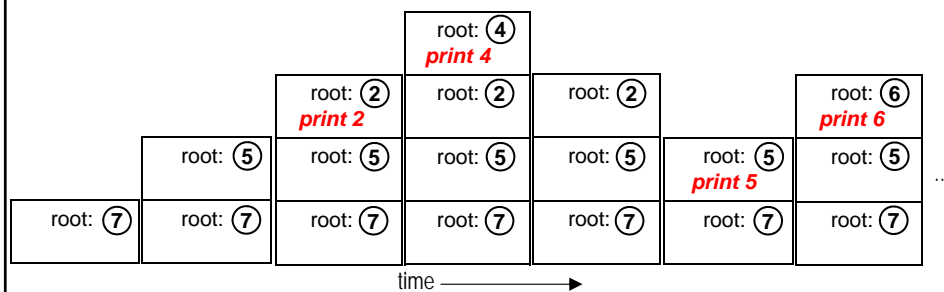 root: 4
print 4
root: 2 root: 2 root: 2 root: 6
print 2 print 6
root: 5 root: 5 root: 5 root: 5 root: 5 root: 5
print 5
root: 7 root: 7 root: 7 root: 7 root: 7 root: 7 root: 7
..
time